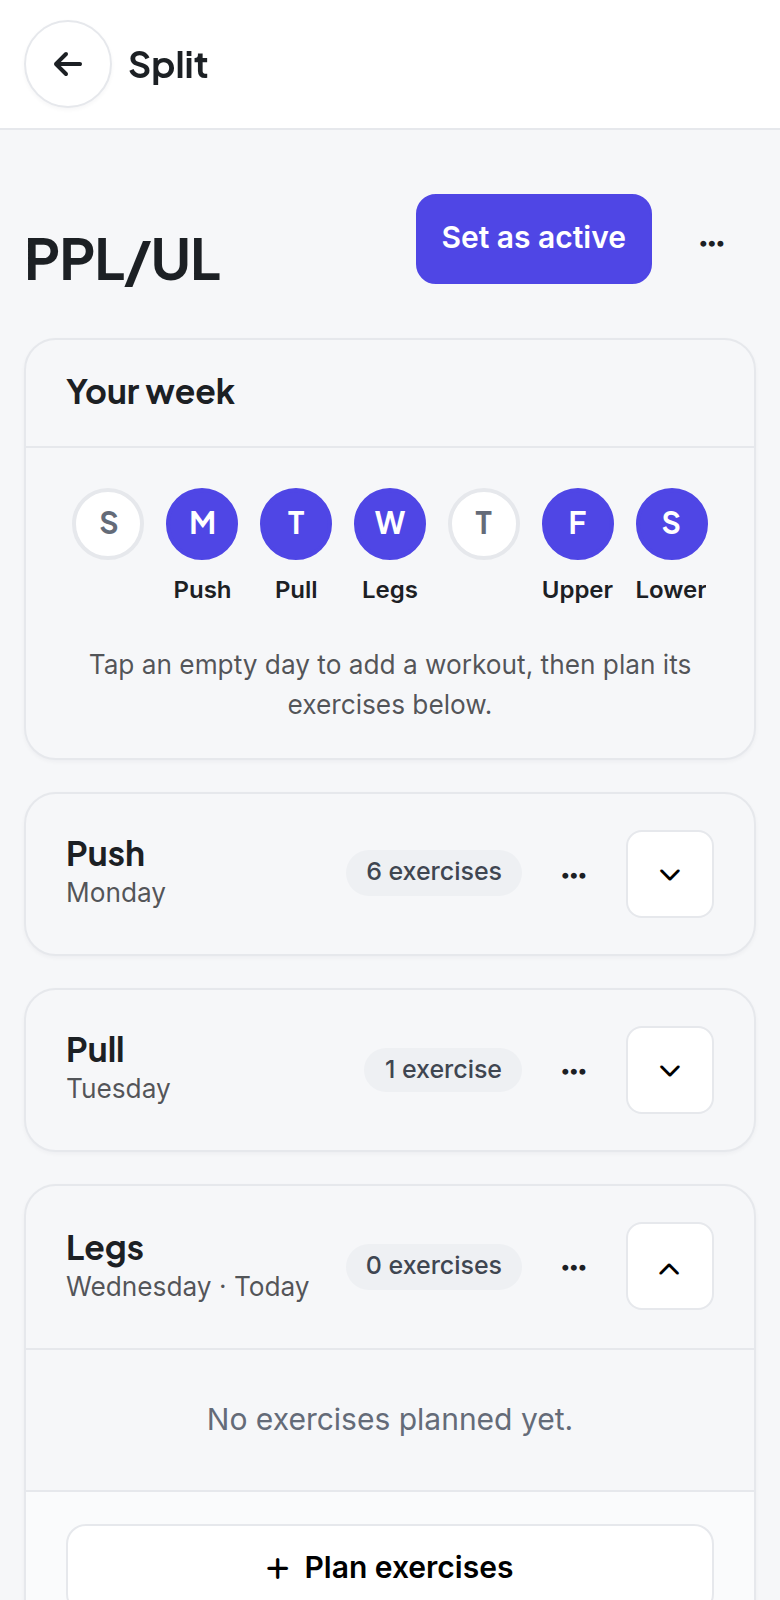 Split
PPL/UL
Set as active
Your week
S M T W T F S
Push Pull Legs Upper Lower
Tap an empty day to add a workout, then plan its
exercises below.
Push
Monday
6 exercises
Pull
Tuesday
1 exercise
Legs
Wednesday · Today
0 exercises
No exercises planned yet.
+ Plan exercises